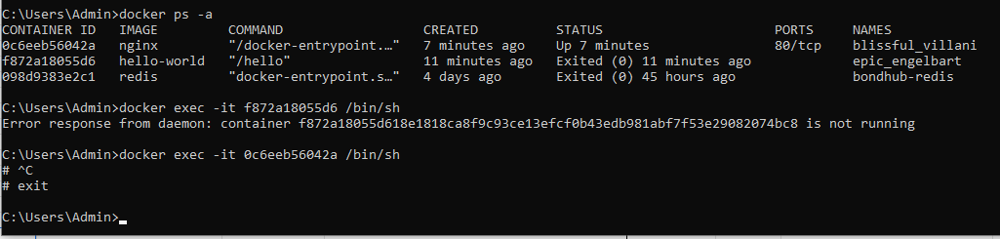 C:\Users\Admin>docker ps -a
CONTAINER ID   IMAGE         COMMAND                  CREATED          STATUS                      PORTS     NAMES
0c6eeb56042a   nginx         "/docker-entrypoint.…"   7 minutes ago    Up 7 minutes                80/tcp    blissful_villani
f872a18055d6   hello-world   "/hello"                 11 minutes ago   Exited (0) 11 minutes ago             epic_engelbart
098d9383e2c1   redis         "docker-entrypoint.s…"   4 days ago       Exited (0) 45 hours ago               bondhub-redis
C:\Users\Admin>docker exec -it f872a18055d6 /bin/sh
Error response from daemon: container f872a18055d618e1818ca8f9c93ce13efcf0b43edb981abf7f53e29082074bc8 is not running
C:\Users\Admin>docker exec -it 0c6eeb56042a /bin/sh
# ^C
# exit
C:\Users\Admin>